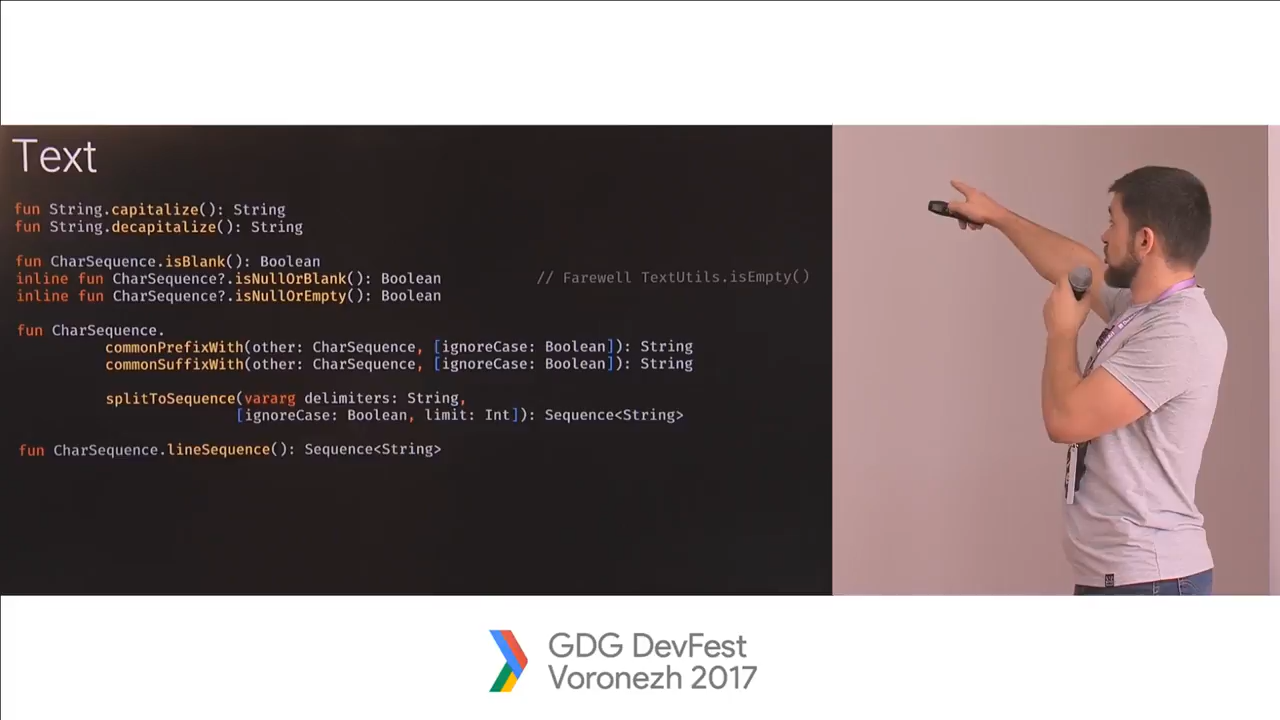 Text
fun String.capitalize(): String
fun String.decapitalize(): String
fun CharSequence.isBlank(): Boolean
inline fun CharSequence?.isNullOrBlank(): Boolean // Farewell TextUtils.isEmpty()
inline fun CharSequence?.isNullOrEmpty(): Boolean
fun CharSequence.
commonPrefixWith(other: CharSequence, [ignoreCase: Boolean]): String
commonSuffixWith(other: CharSequence, [ignoreCase: Boolean]): String
splitToSequence(vararg delimiters: String,
[ignoreCase: Boolean, limit: Int]): Sequence<String>
fun CharSequence.lineSequence(): Sequence<String>
GDG DevFest
Voronezh 2017